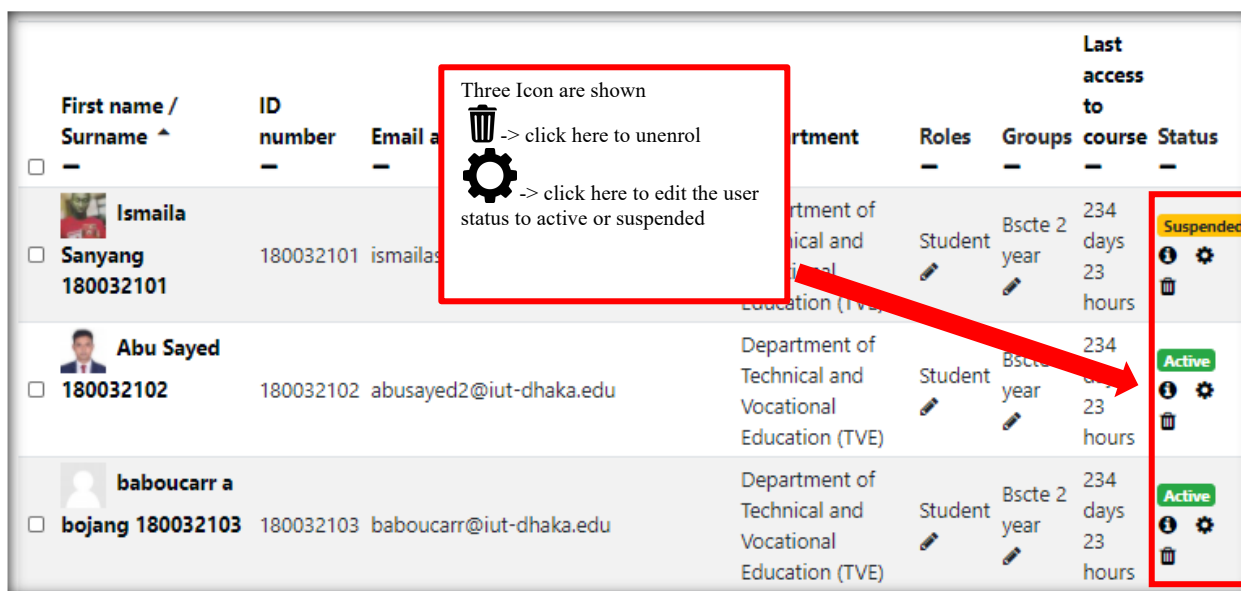 Last
access
First name / ID to
Surname number Email a rtment Roles Groups course Status
Three Icon are shown
-> click here to unenrol
-> click here to edit the user
status to active or suspended
Ismaila
Sanyang
180032101
180032101
ismailas
rtment of
ical and
Education
Student
Bscte 2
year
234
days
23
hours
Suspended
Abu Sayed
180032102
180032102
abusayed2@iut-dhaka.edu
Department of
Technical and
Vocational
Education (TVE)
Student
year
234
23
hours
Active
baboucarr a
bojang 180032103
180032103
baboucarr@iut-dhaka.edu
Department of
Technical and
Vocational
Education (TVE)
Student
Bscte 2
year
234
days
23
hours
Active